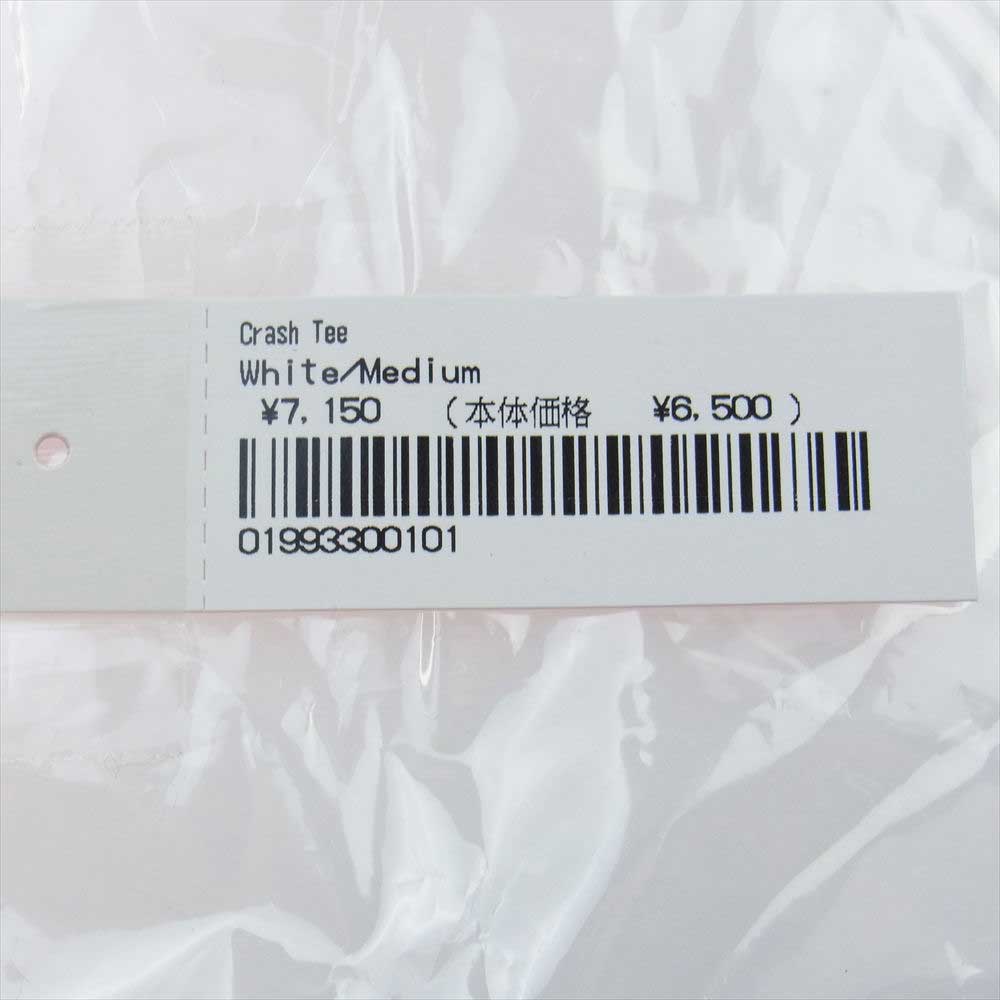 Crash Tee
White/Medium
¥7,150 (本体価格 ¥6,500)
01993300101